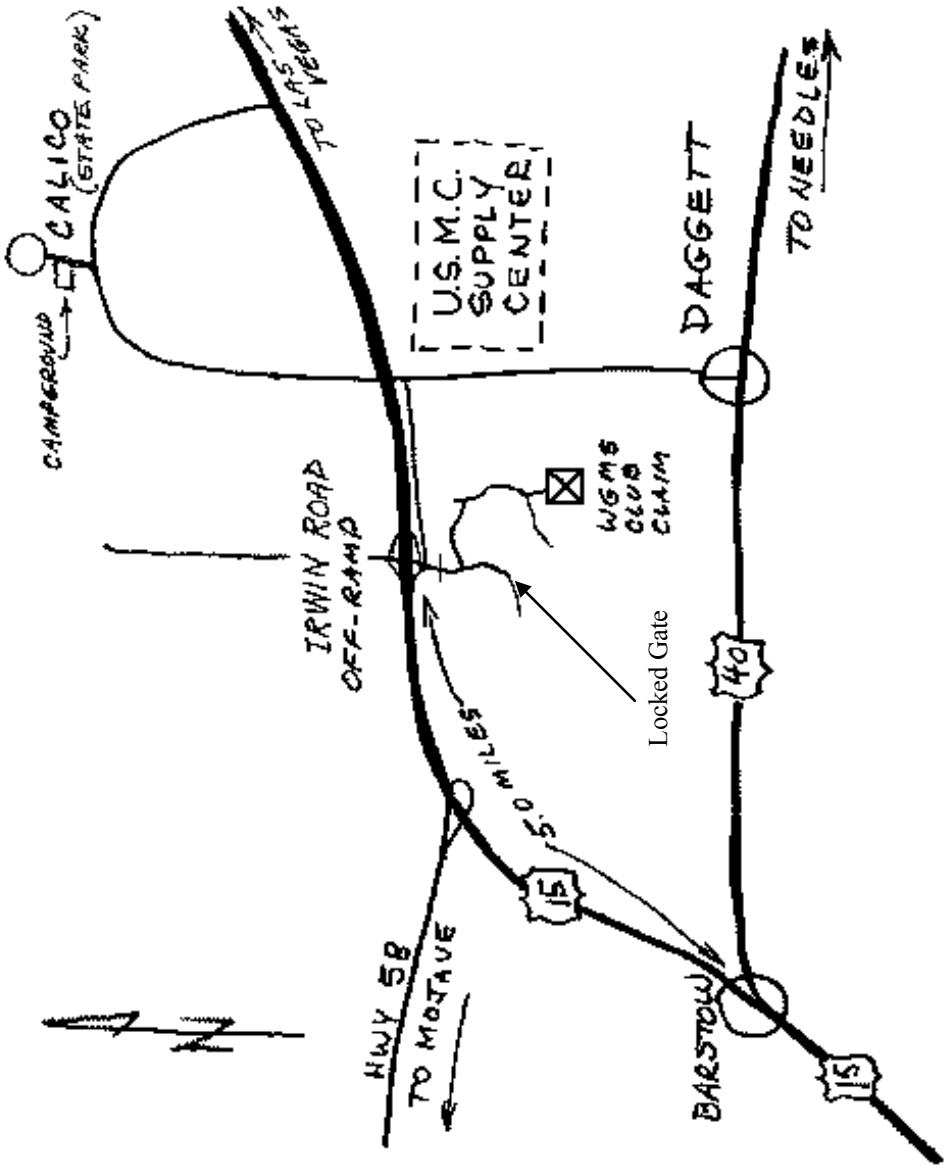 CALICO
(STATE PARK)
CAMPGROUND
TO LAS
VEGAS
U.S.M.C.
SUPPLY
CENTER
IRWIN ROAD
OFF-RAMP
WGMS
CLUB
CLAIM
DAGGETT
TO NEEDLES
Locked Gate
40
5.0 MILES
15
HWY 58
TO MOJAVE
N
BARSTOW
15